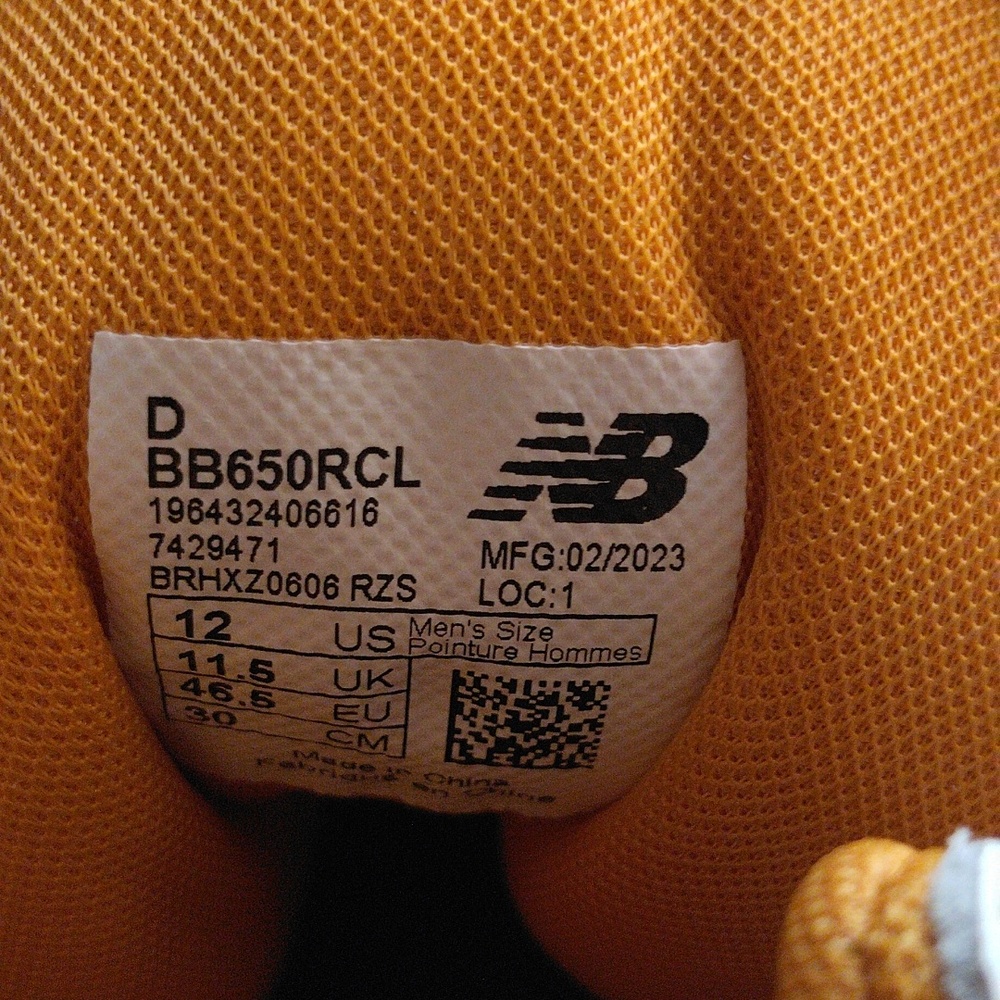 D
BB650RCL
196432406616
7429471
BRHXZ0606 RZS
NB
MFG:02/2023
LOC:1
12 US Men's Size
Pointure Hommes
11.5 UK
46.5 EU
30 CM
Made in China
Fabriqué en Chine